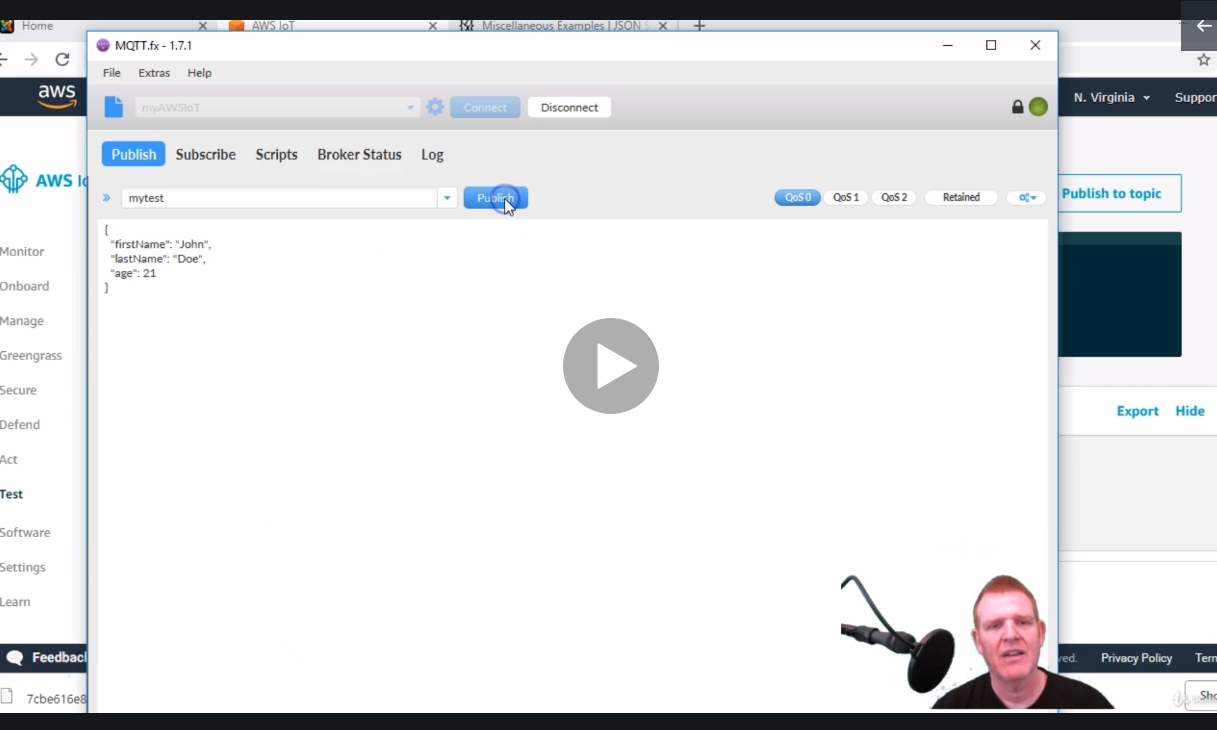 Home
AWS IoT
Miscellaneous Examples | JSON S
MQTT.fx - 1.7.1
File Extras Help
aws
N. Virginia
Suppor
myAWSIoT
Connect
Disconnect
Publish
Subscribe
Scripts
Broker Status
Log
AWS Io
mytest
Publish
QoS 0
QoS 1
QoS 2
Retained
Publish to topic
{
"firstName": "John",
"lastName": "Doe",
"age": 21
}
Monitor
Onboard
Manage
Greengrass
Secure
Defend
Act
Test
Software
Settings
Learn
Export
Hide
Feedbac
ved.
Privacy Policy
Tern
7cbe616e8
Sho